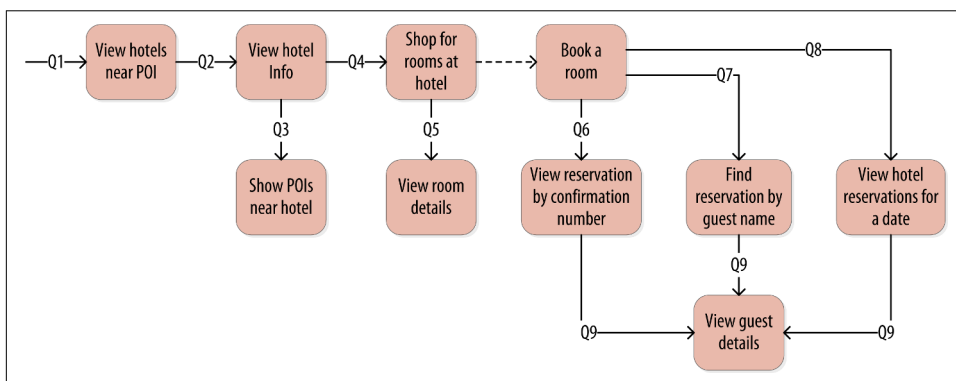 Q1
View hotels
near POI
Q2
View hotel
Info
Q4
Shop for
rooms at
hotel
Book a
room
Q8
Q7
Q3
Q5
Q6
Show POIs
near hotel
View room
details
View reservation
by confirmation
number
Find
reservation by
guest name
View hotel
reservations for
a date
Q9
Q9
View guest
details
Q9